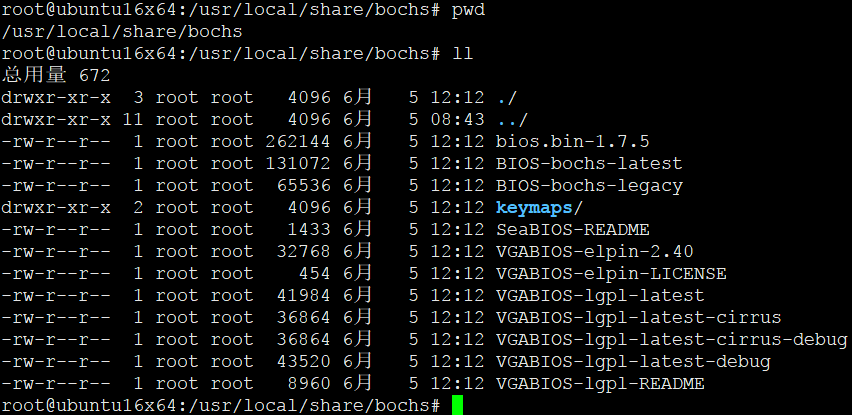 root@ubuntu16x64:/usr/local/share/bochs# pwd
/usr/local/share/bochs
root@ubuntu16x64:/usr/local/share/bochs# ll
总用量 672
drwxr-xr-x  3 root root   4096 6月   5 12:12 ./
drwxr-xr-x 11 root root   4096 6月   5 08:43 ../
-rw-r--r--  1 root root 262144 6月   5 12:12 bios.bin-1.7.5
-rw-r--r--  1 root root 131072 6月   5 12:12 BIOS-bochs-latest
-rw-r--r--  1 root root  65536 6月   5 12:12 BIOS-bochs-legacy
drwxr-xr-x  2 root root   4096 6月   5 12:12 keymaps/
-rw-r--r--  1 root root   1433 6月   5 12:12 SeaBIOS-README
-rw-r--r--  1 root root  32768 6月   5 12:12 VGABIOS-elpin-2.40
-rw-r--r--  1 root root    454 6月   5 12:12 VGABIOS-elpin-LICENSE
-rw-r--r--  1 root root  41984 6月   5 12:12 VGABIOS-lgpl-latest
-rw-r--r--  1 root root  36864 6月   5 12:12 VGABIOS-lgpl-latest-cirrus
-rw-r--r--  1 root root  36864 6月   5 12:12 VGABIOS-lgpl-latest-cirrus-debug
-rw-r--r--  1 root root  43520 6月   5 12:12 VGABIOS-lgpl-latest-debug
-rw-r--r--  1 root root   8960 6月   5 12:12 VGABIOS-lgpl-README
root@ubuntu16x64:/usr/local/share/bochs#